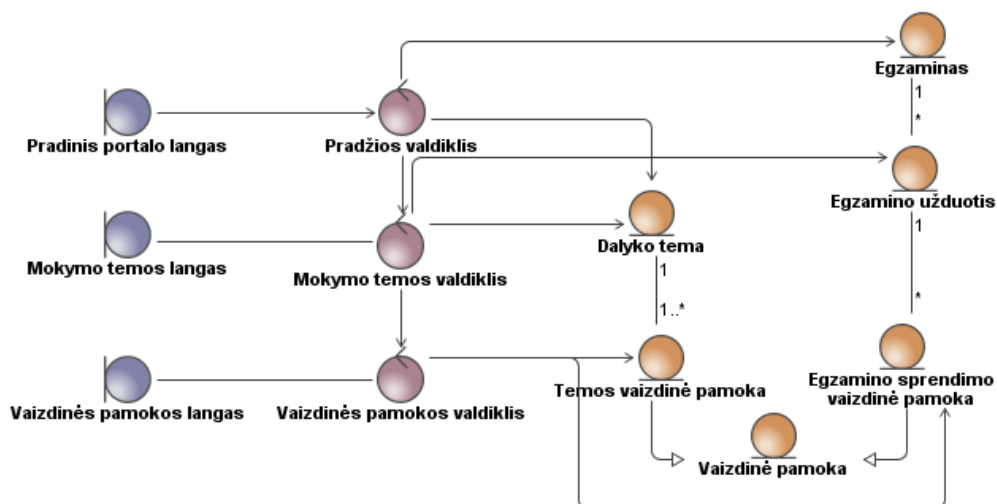 Egzaminas
1
*
Pradinis portalo langas
Pradžios valdiklis
Egzamino užduotis
1
Mokymo temos langas
Mokymo temos valdiklis
Dalyko tema
1
1..*
*
Vaizdinės pamokos langas
Vaizdinės pamokos valdiklis
Temos vaizdinė pamoka
Egzamino sprendimo
vaizdinė pamoka
Vaizdinė pamoka